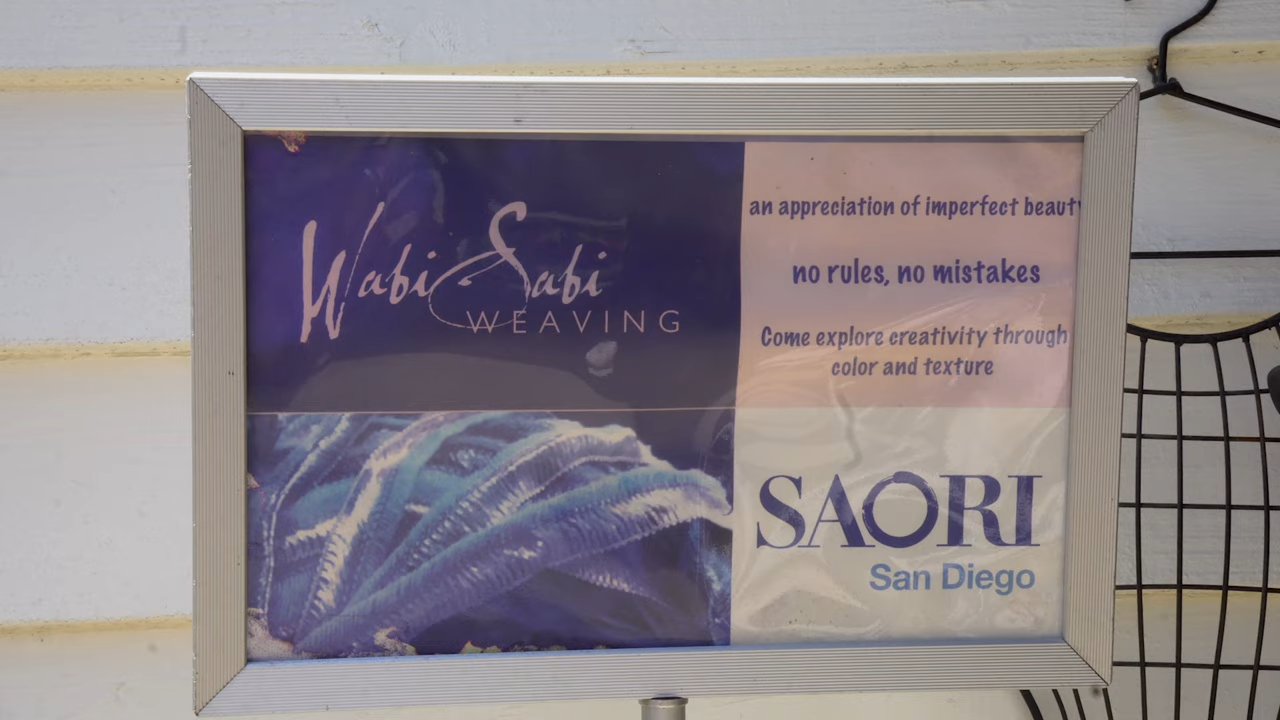 Wabi Sabi
WEAVING
an appreciation of imperfect beauty
no rules, no mistakes
Come explore creativity through
color and texture
SAORI
San Diego